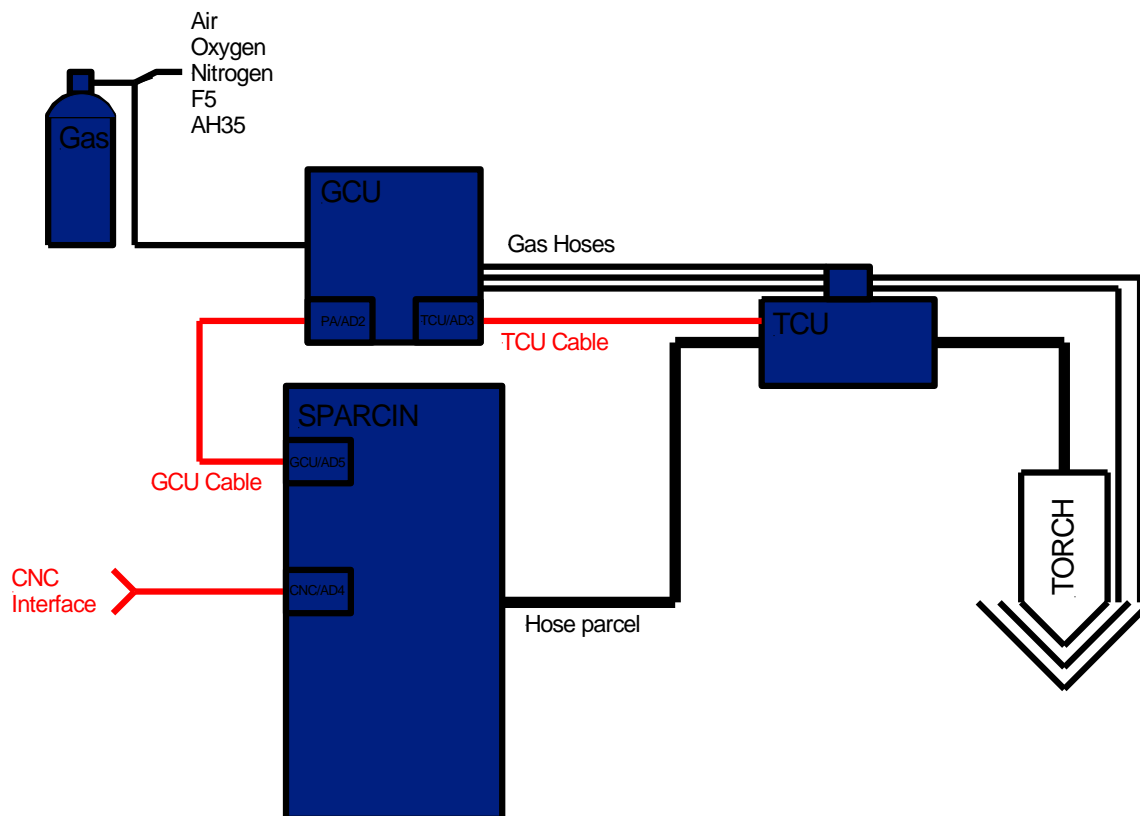 Air
Oxygen
Nitrogen
F5
AH35
Gas
GCU
Gas Hoses
PA/AD2
TCU/AD3
TCU Cable
TCU
SPARCIN
GCU/AD5
GCU Cable
CNC
Interface
CNC/AD4
Hose parcel
TORCH